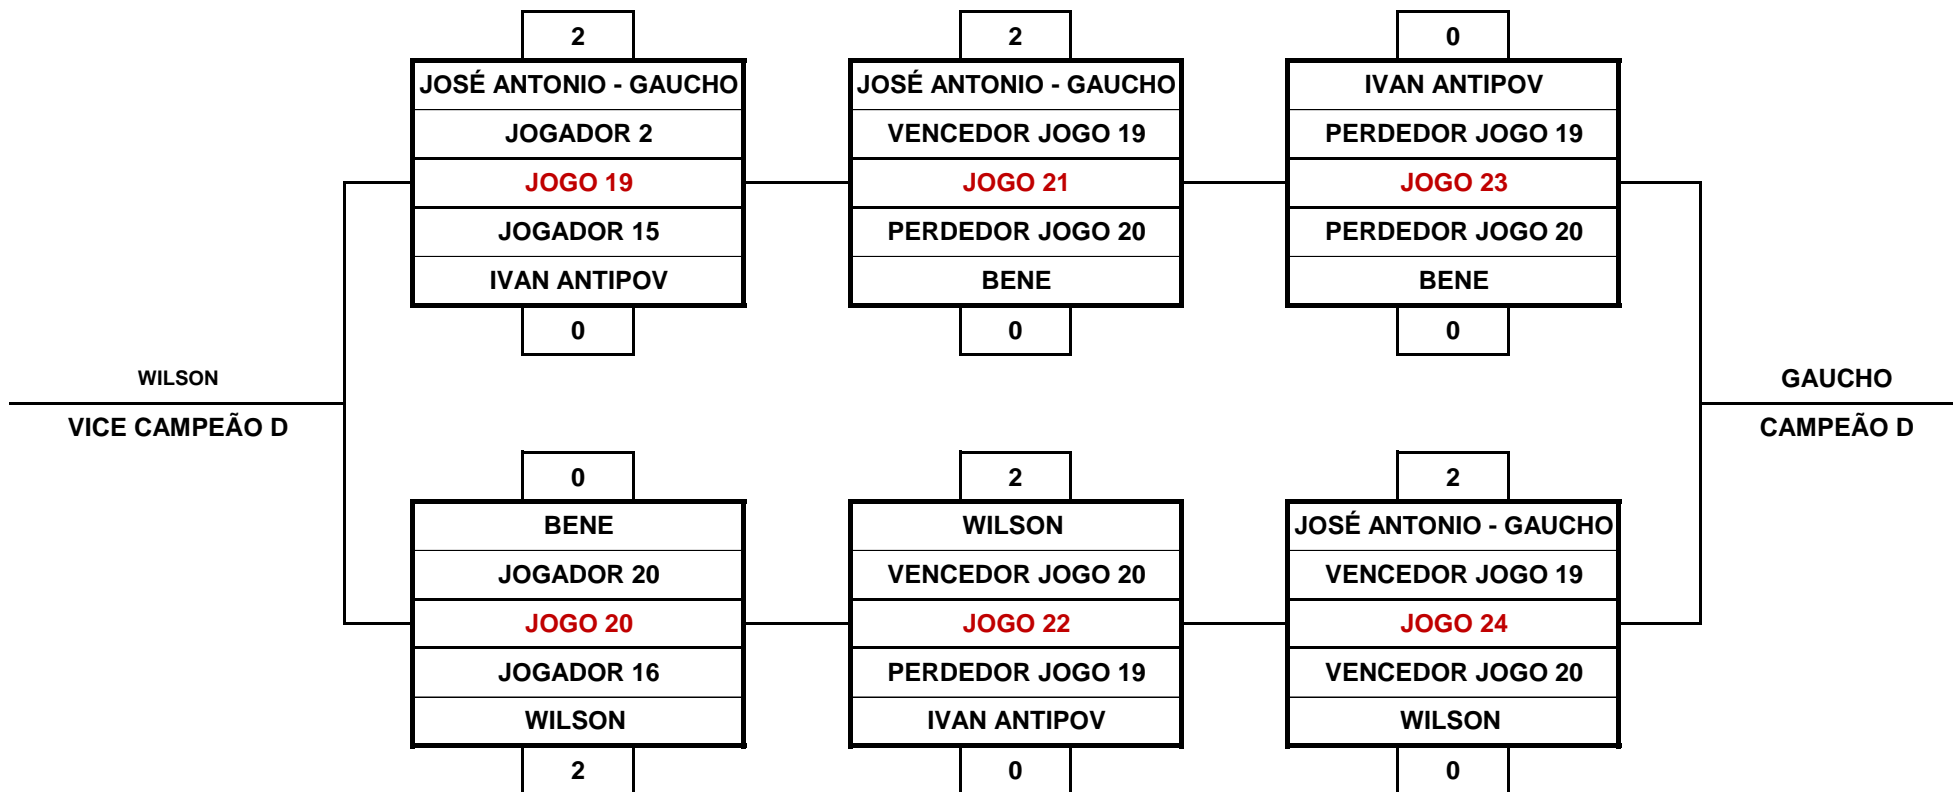 2
JOSÉ ANTONIO - GAUCHO
JOGADOR 2
JOGO 19
JOGADOR 15
IVAN ANTIPOV
0
2
JOSÉ ANTONIO - GAUCHO
VENCEDOR JOGO 19
JOGO 21
PERDEDOR JOGO 20
BENE
0
0
IVAN ANTIPOV
PERDEDOR JOGO 19
JOGO 23
PERDEDOR JOGO 20
BENE
0
WILSON
VICE CAMPEÃO D
GAUCHO
CAMPEÃO D
0
BENE
JOGADOR 20
JOGO 20
JOGADOR 16
WILSON
2
2
WILSON
VENCEDOR JOGO 20
JOGO 22
PERDEDOR JOGO 19
IVAN ANTIPOV
0
2
JOSÉ ANTONIO - GAUCHO
VENCEDOR JOGO 19
JOGO 24
VENCEDOR JOGO 20
WILSON
0